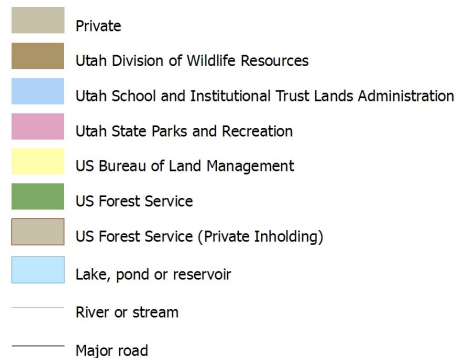 Private
Utah Division of Wildlife Resources
Utah School and Institutional Trust Lands Administration
Utah State Parks and Recreation
US Bureau of Land Management
US Forest Service
US Forest Service (Private Inholding)
Lake, pond or reservoir
River or stream
Major road